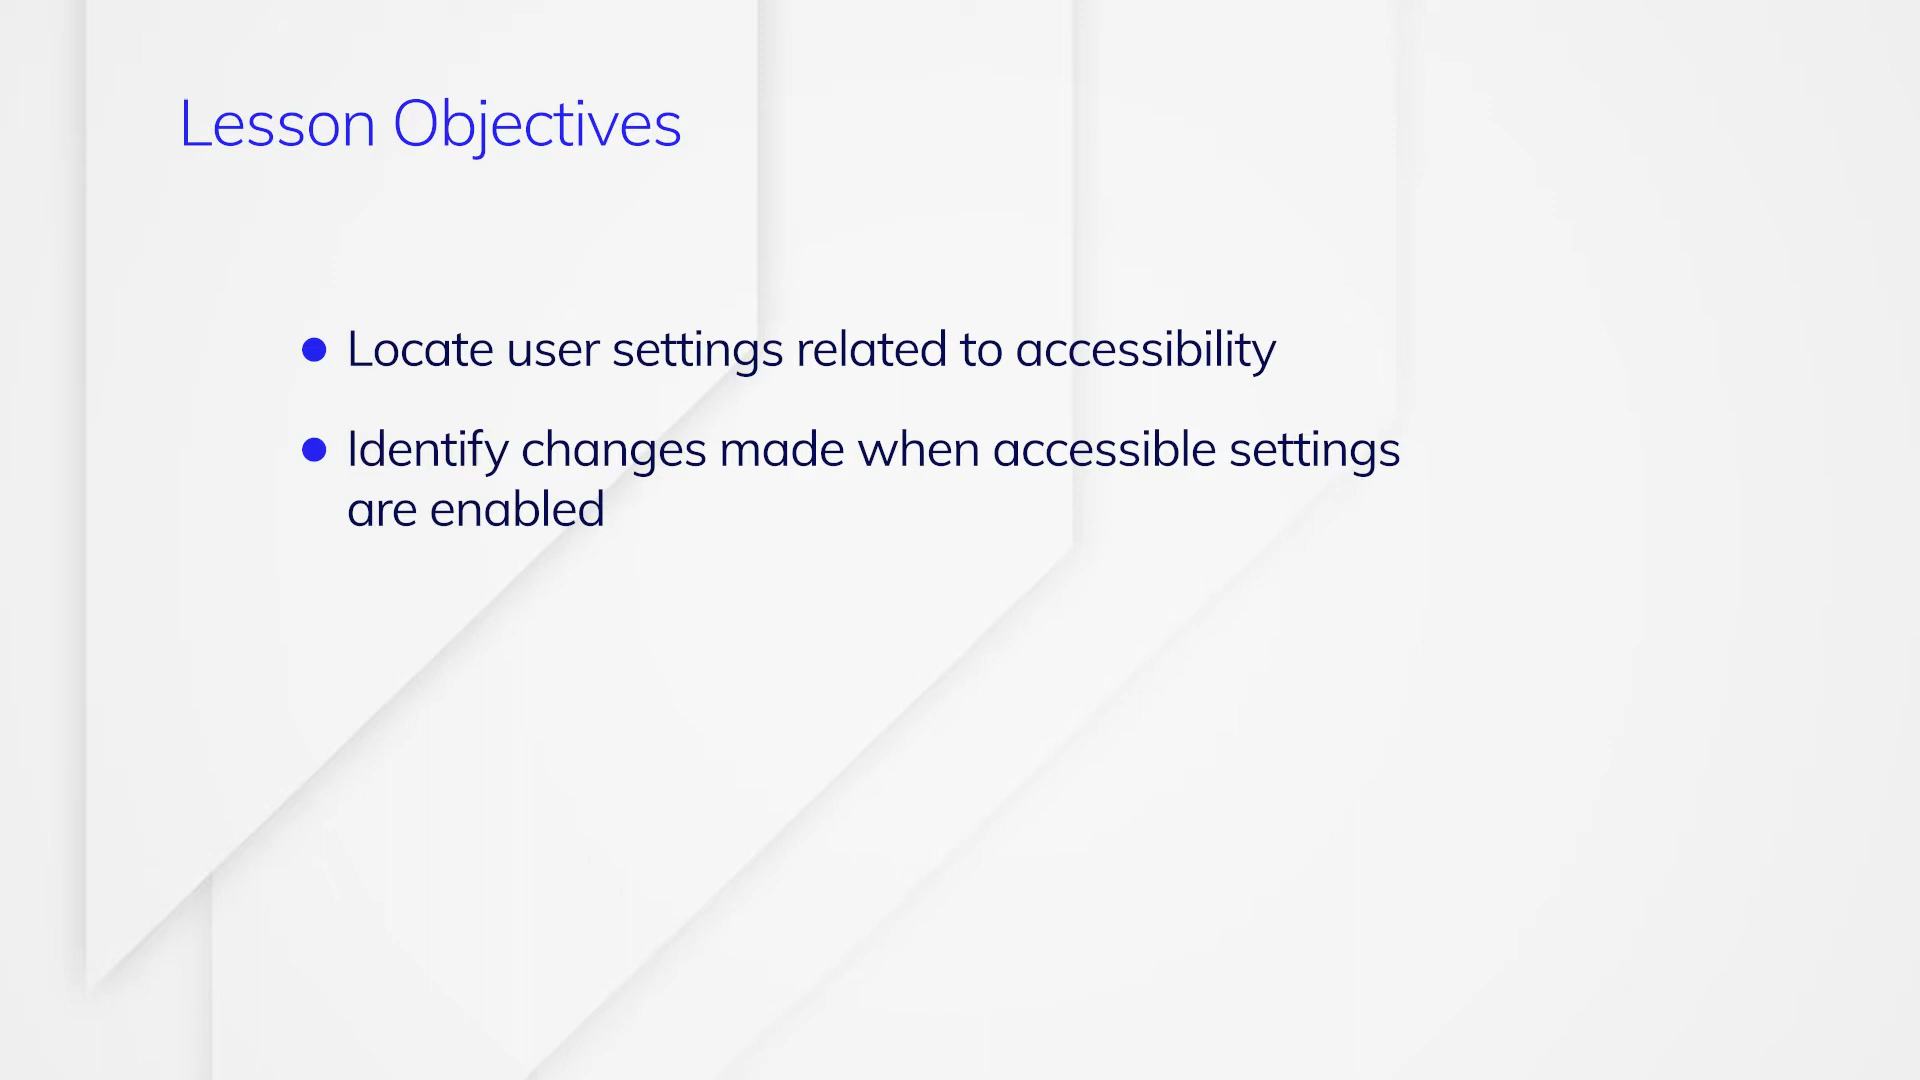 Lesson Objectives
Locate user settings related to accessibility
Identify changes made when accessible settings
are enabled